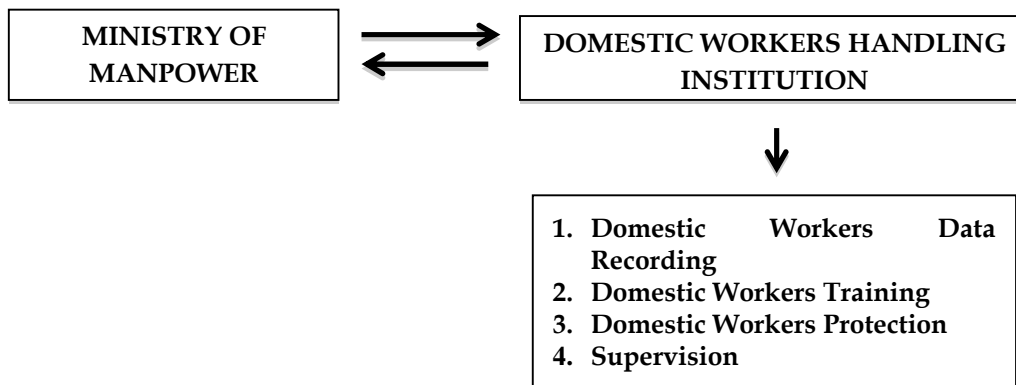 MINISTRY OF
MANPOWER
DOMESTIC WORKERS HANDLING
INSTITUTION
1. Domestic Workers Data
Recording
2. Domestic Workers Training
3. Domestic Workers Protection
4. Supervision